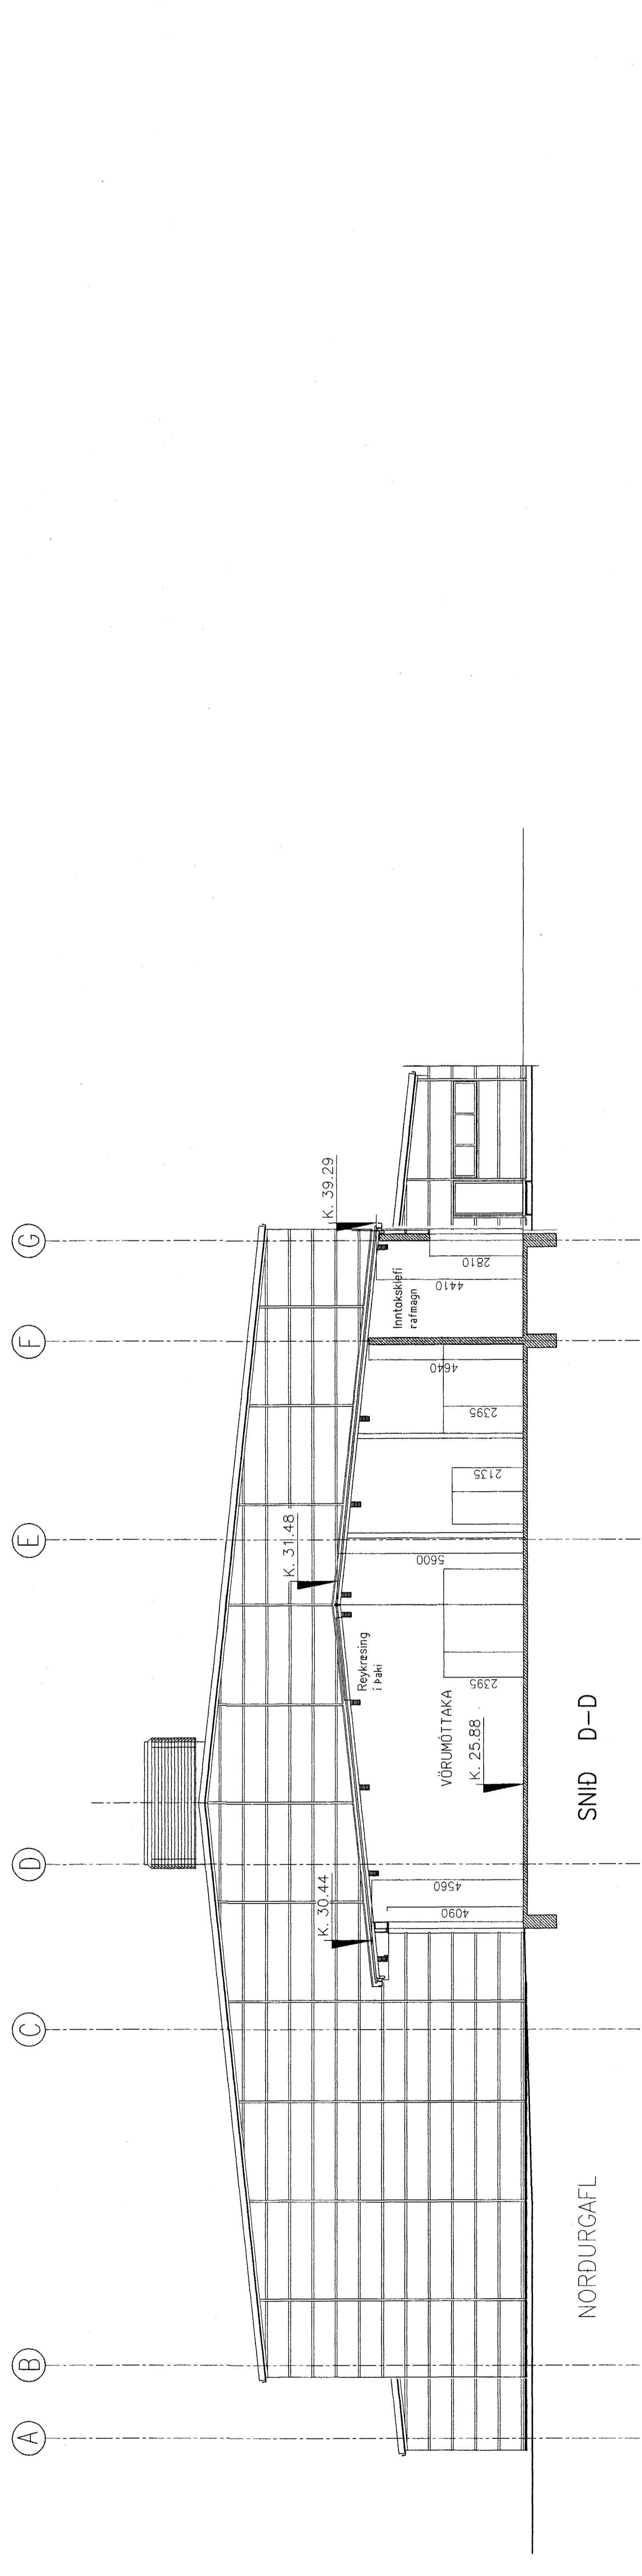 A
B
C
D
E
F
G
K. 30.44
K. 31.48
K. 39.29
Reykræsing
í þaki
Inntokskiefi
rafmagn
VÖRUMÓTTAKA
K. 25.88
4090
4560
2395
5600
2135
2395
4640
4410
2810
NORÐURGAFL
SNIÐ D-D